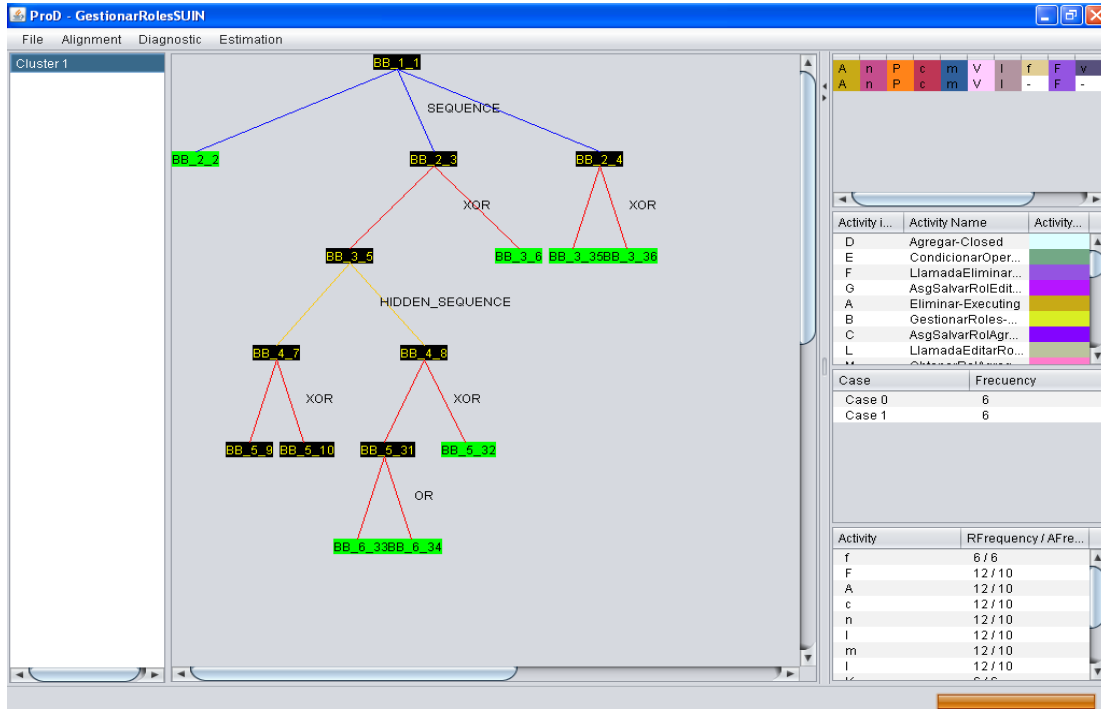 ProD - GestionarRolesSUIN
File Alignment Diagnostic Estimation
Cluster 1
BB_1_1
SEQUENCE
BB_2_2
BB_2_3
BB_2_4
XOR
XOR
BB_3_5
BB_3_6
BB_3_35
BB_3_36
HIDDEN_SEQUENCE
BB_4_7
BB_4_8
XOR
XOR
BB_5_9
BB_5_10
BB_5_31
BB_5_32
OR
BB_6_33
BB_6_34
A n P c m V l f F v
A n P c m V l - F -
Activity i... Activity Name Activity...
D Agregar-Closed
E CondicionarOper...
F LlamadaEliminar...
G AsgSalvarRolEdit...
A Eliminar-Executing
B GestionarRoles-...
C AsgSalvarRolAgr...
L LlamadaEditarRo...
Case Frecuency
Case 0 6
Case 1 6
Activity RFrequency / AFre...
f 6 / 6
F 12 / 10
A 12 / 10
c 12 / 10
n 12 / 10
l 12 / 10
m 12 / 10
l 12 / 10